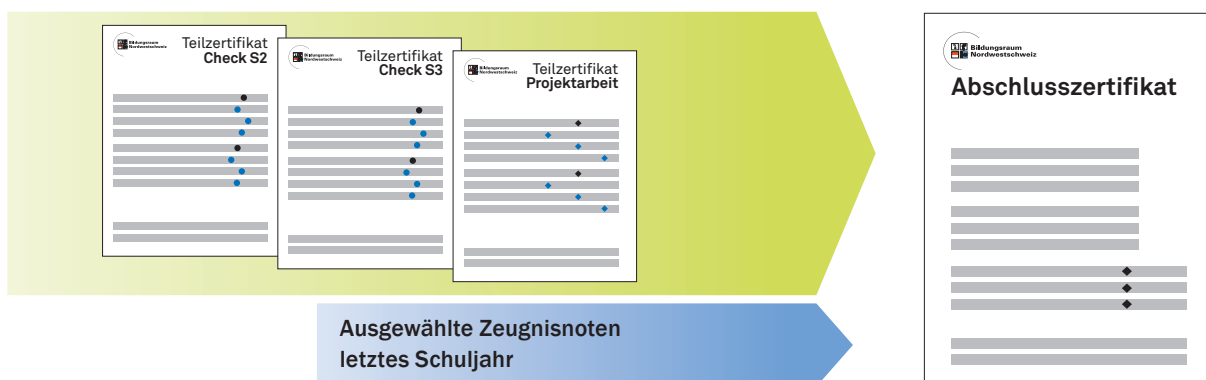 Bildungsraum
Nordwestschweiz
Teilzertifikat
Check S2
Bildungsraum
Nordwestschweiz
Teilzertifikat
Check S3
Bildungsraum
Nordwestschweiz
Teilzertifikat
Projektarbeit
Ausgewählte Zeugnisnoten
letztes Schuljahr
Bildungsraum
Nordwestschweiz
Abschlusszertifikat